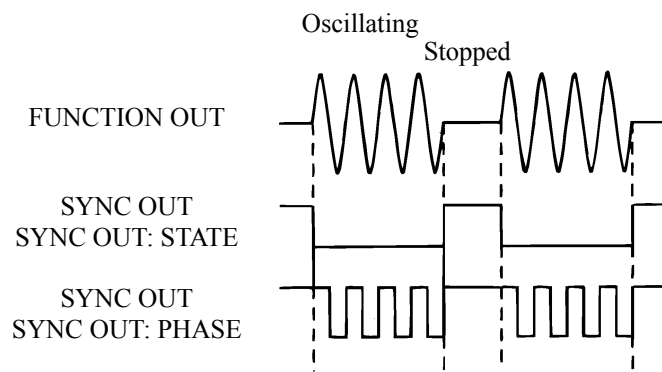 Oscillating
Stopped
FUNCTION OUT
SYNC OUT
SYNC OUT: STATE
SYNC OUT
SYNC OUT: PHASE